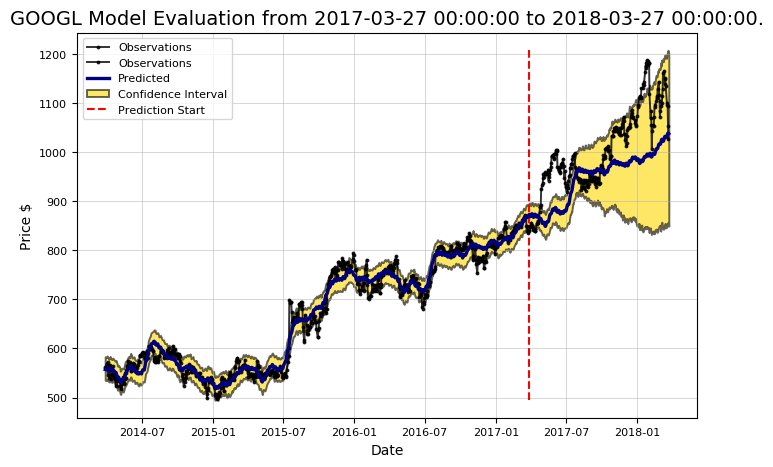 GOOGL Model Evaluation from 2017-03-27 00:00:00 to 2018-03-27 00:00:00.
Observations
Observations
Predicted
Confidence Interval
Prediction Start
Price $
1200
1100
1000
900
800
700
600
500
2014-07 2015-01 2015-07 2016-01 2016-07 2017-01 2017-07 2018-01
Date